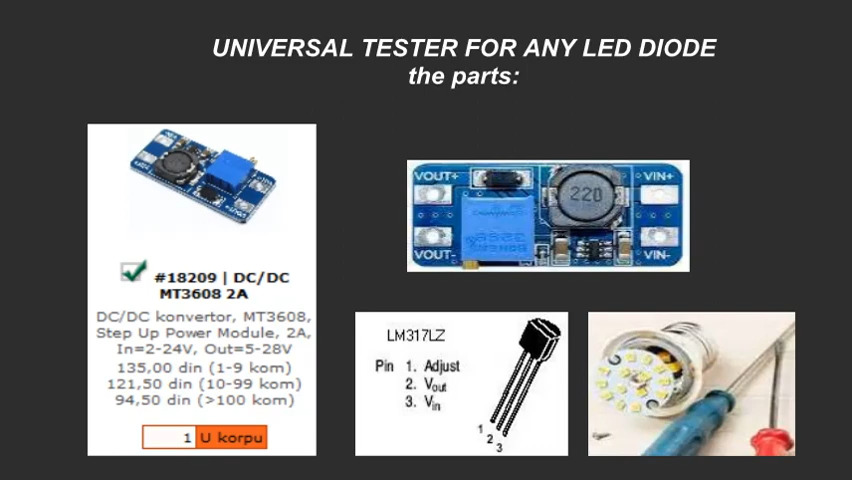 UNIVERSAL TESTER FOR ANY LED DIODE
the parts:
#18209 | DC/DC
MT3608 2A
DC/DC konvertor, MT3608,
Step Up Power Module, 2A,
In=2-24V, Out=5-28V
135,00 din (1-9 kom)
121,50 din (10-99 kom)
94,50 din (>100 kom)
1 U korpu
VOUT+
VIN+
220
VOUT-
VIN-
LM317LZ
Pin 1. Adjust
2. Vout
3. Vin
1
2
3